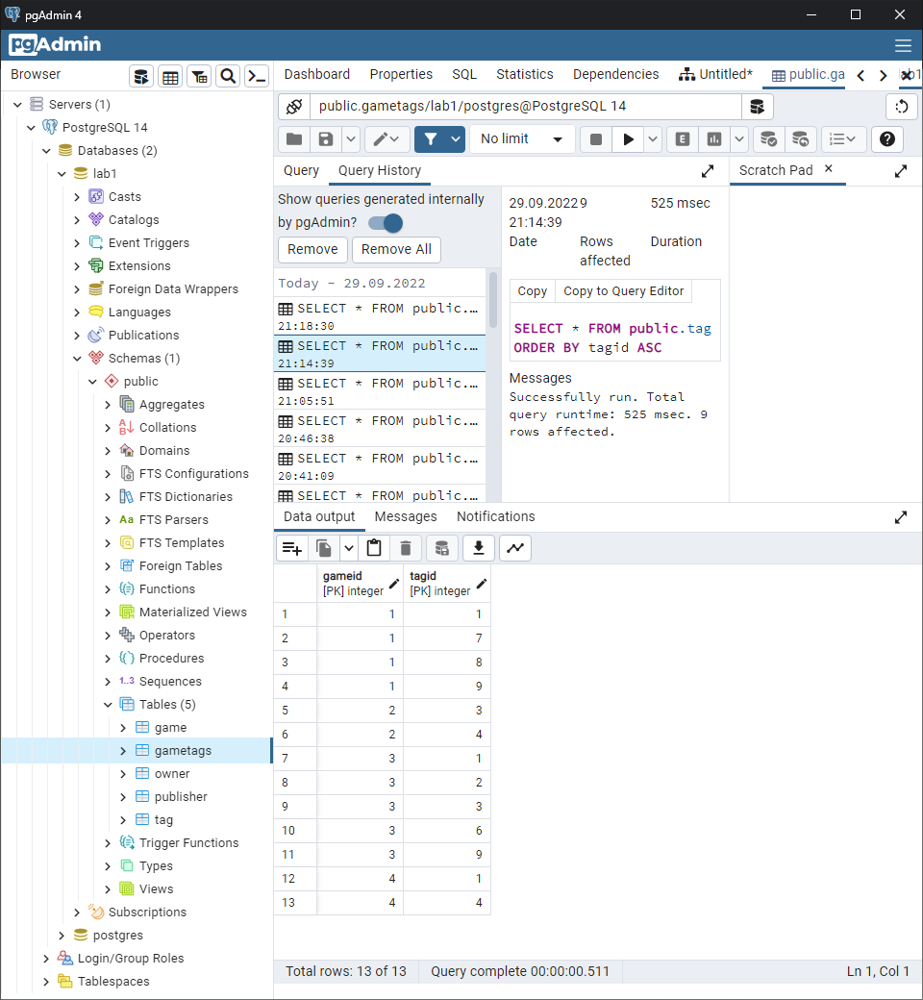 pgAdmin 4
pgAdmin
Browser
Servers (1)
PostgreSQL 14
Databases (2)
lab1
Casts
Catalogs
Event Triggers
Extensions
Foreign Data Wrappers
Languages
Publications
Schemas (1)
public
Aggregates
Collations
Domains
FTS Configurations
FTS Dictionaries
FTS Parsers
FTS Templates
Foreign Tables
Functions
Materialized Views
Operators
Procedures
1..3 Sequences
Tables (5)
game
gametags
owner
publisher
tag
Trigger Functions
Types
Views
Subscriptions
postgres
Login/Group Roles
Tablespaces
Dashboard Properties SQL Statistics Dependencies Untitled* public.ga
public.gametags/lab1/postgres@PostgreSQL 14
No limit
Query Query History
Scratch Pad
Show queries generated internally
by pgAdmin?
Remove Remove All
Today - 29.09.2022
SELECT * FROM public.…
21:18:30
SELECT * FROM public.…
21:14:39
SELECT * FROM public.…
21:05:51
SELECT * FROM public.…
20:46:38
SELECT * FROM public.…
20:41:09
SELECT * FROM public.…
29.09.2022 9 525 msec
21:14:39
Date Rows Duration
affected
Copy Copy to Query Editor
SELECT * FROM public.tag
ORDER BY tagid ASC
Messages
Successfully run. Total
query runtime: 525 msec. 9
rows affected.
Data output Messages Notifications
gameid tagid
[PK] integer [PK] integer
1 1 1
2 1 7
3 1 8
4 1 9
5 2 3
6 2 4
7 3 1
8 3 2
9 3 3
10 3 6
11 3 9
12 4 1
13 4 4
Total rows: 13 of 13 Query complete 00:00:00.511 Ln 1, Col 1